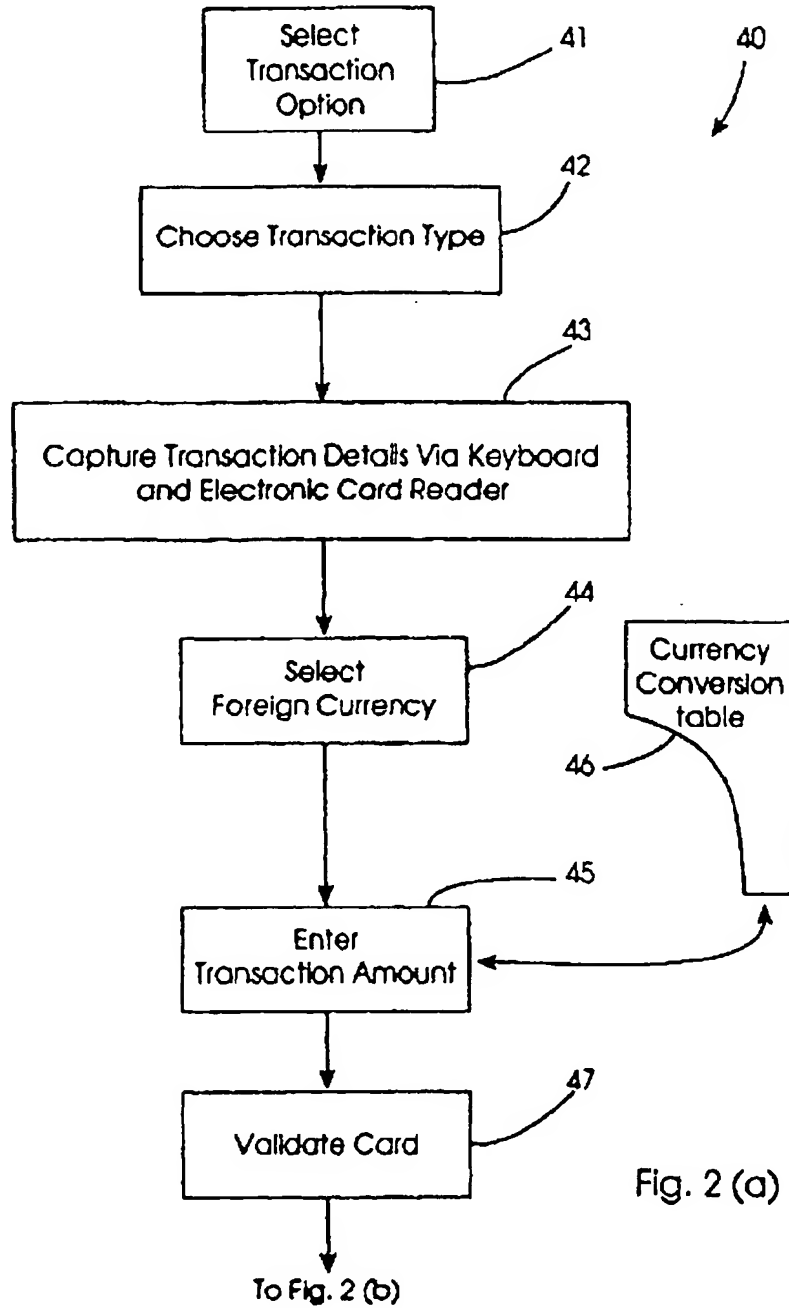 Select
Transaction
Option
41
40
42
Choose Transaction Type
43
Capture Transaction Details Via Keyboard
and Electronic Card Reader
44
Select
Foreign Currency
Currency
Conversion
table
46
45
Enter
Transaction Amount
47
Validate Card
Fig. 2 (a)
To Fig. 2 (b)